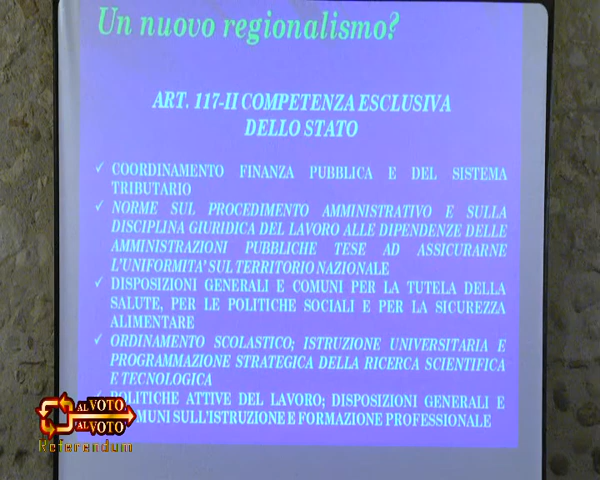 Un nuovo regionalismo?
ART. 117-II COMPETENZA ESCLUSIVA
DELLO STATO
✓ COORDINAMENTO FINANZA PUBBLICA E DEL SISTEMA
TRIBUTARIO
✓ NORME SUL PROCEDIMENTO AMMINISTRATIVO E SULLA
DISCIPLINA GIURIDICA DEL LAVORO ALLE DIPENDENZE DELLE
AMMINISTRAZIONI PUBBLICHE TESE AD ASSICURARNE
L'UNIFORMITA' SUL TERRITORIO NAZIONALE
✓ DISPOSIZIONI GENERALI E COMUNI PER LA TUTELA DELLA
SALUTE, PER LE POLITICHE SOCIALI E PER LA SICUREZZA
ALIMENTARE
✓ ORDINAMENTO SCOLASTICO; ISTRUZIONE UNIVERSITARIA E
PROGRAMMAZIONE STRATEGICA DELLA RICERCA SCIENTIFICA
E TECNOLOGICA
✓ POLITICHE ATTIVE DEL LAVORO; DISPOSIZIONI GENERALI E
COMUNI SULL'ISTRUZIONE E FORMAZIONE PROFESSIONALE
AL VOTO,
AL VOTO
Referendum